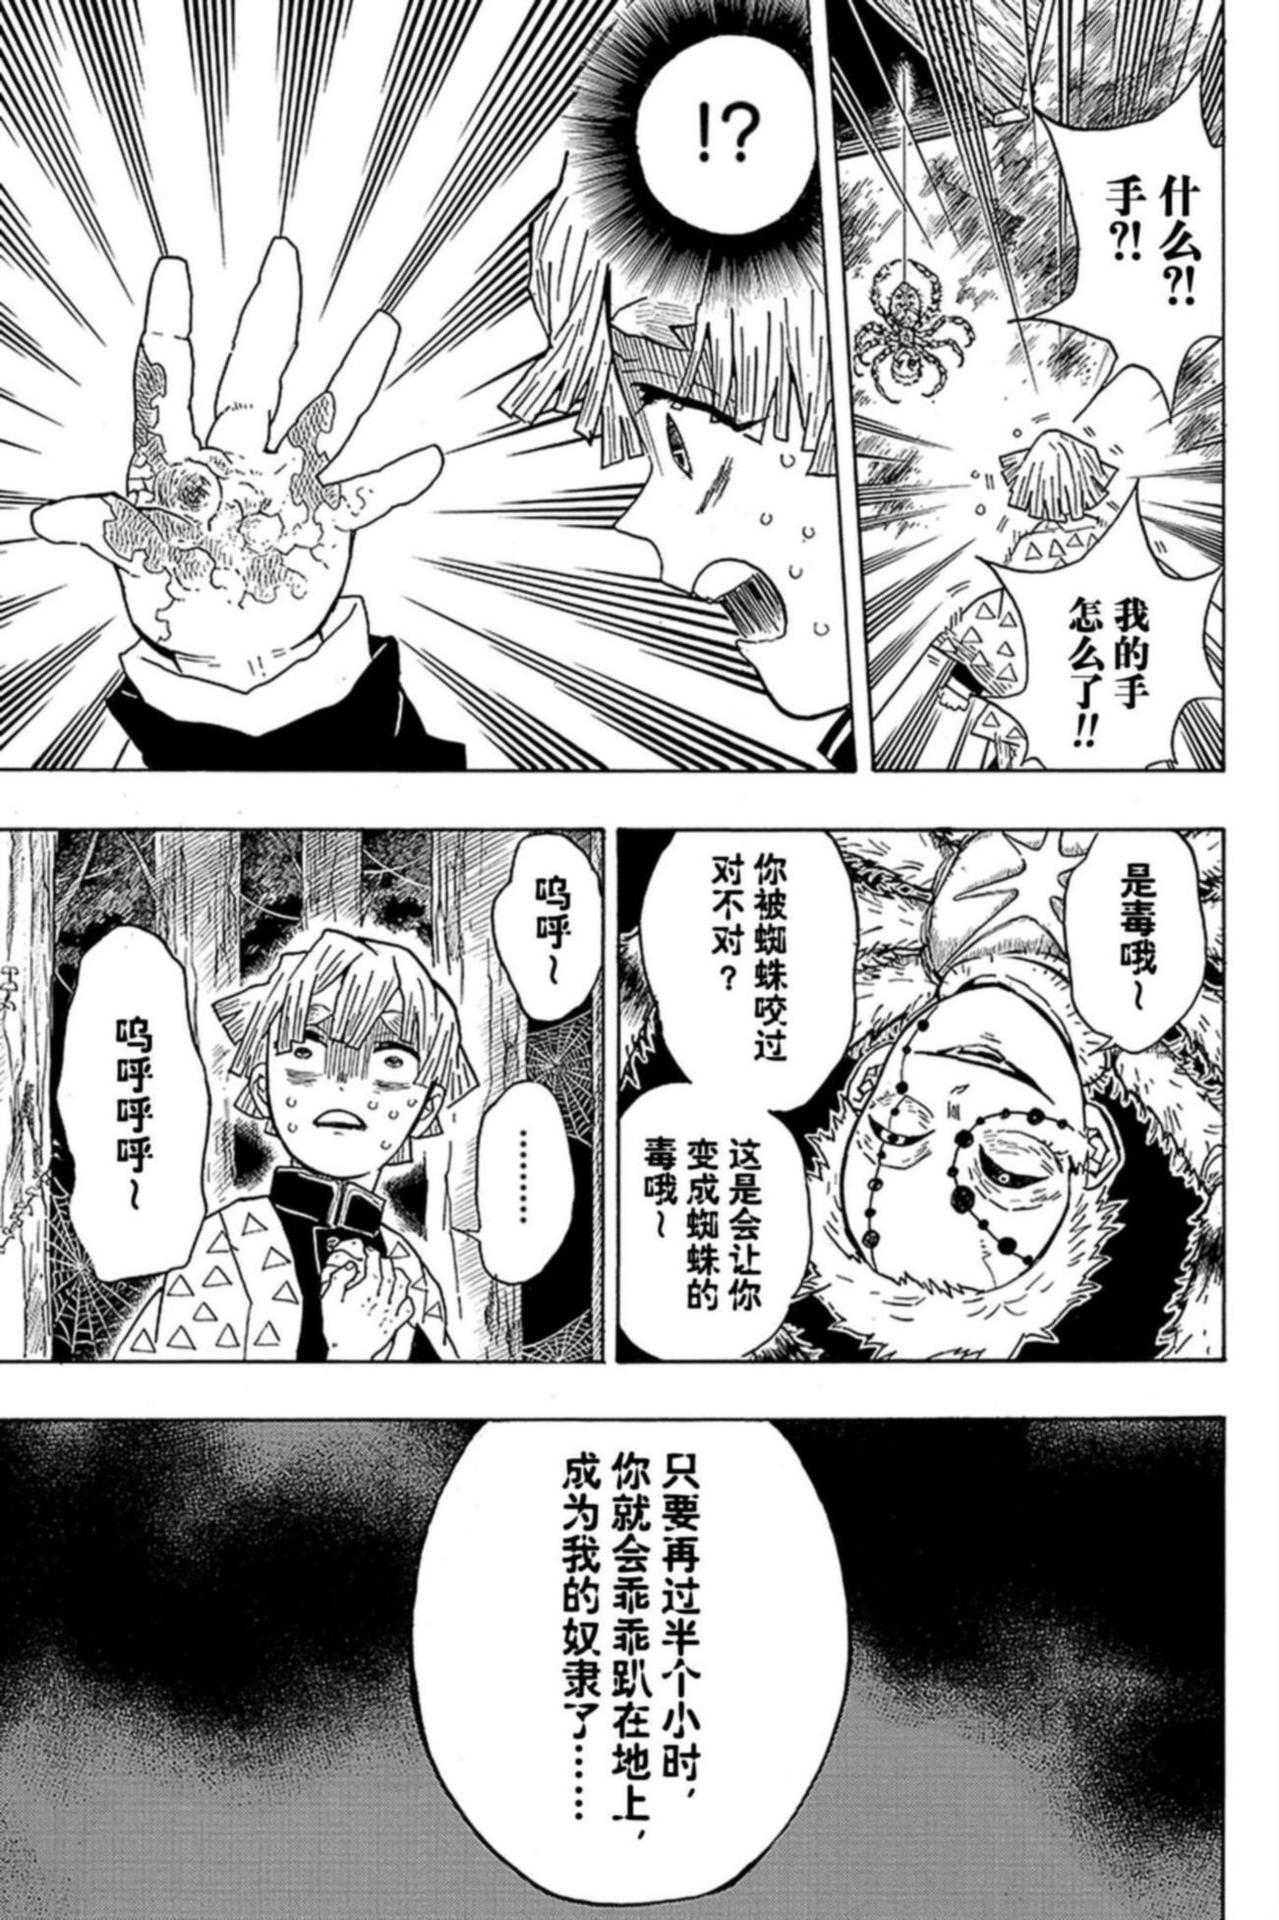 什么?!
手?!
我的手
怎么了!!
!?
是毒哦～
你被蜘蛛咬过
对不对？
这是会让你
变成蜘蛛的
毒哦～
呜呼～
………
呜呼呼呼～
只要再过半个小时，
你就会乖乖趴在地上，
成为我的奴隶了……